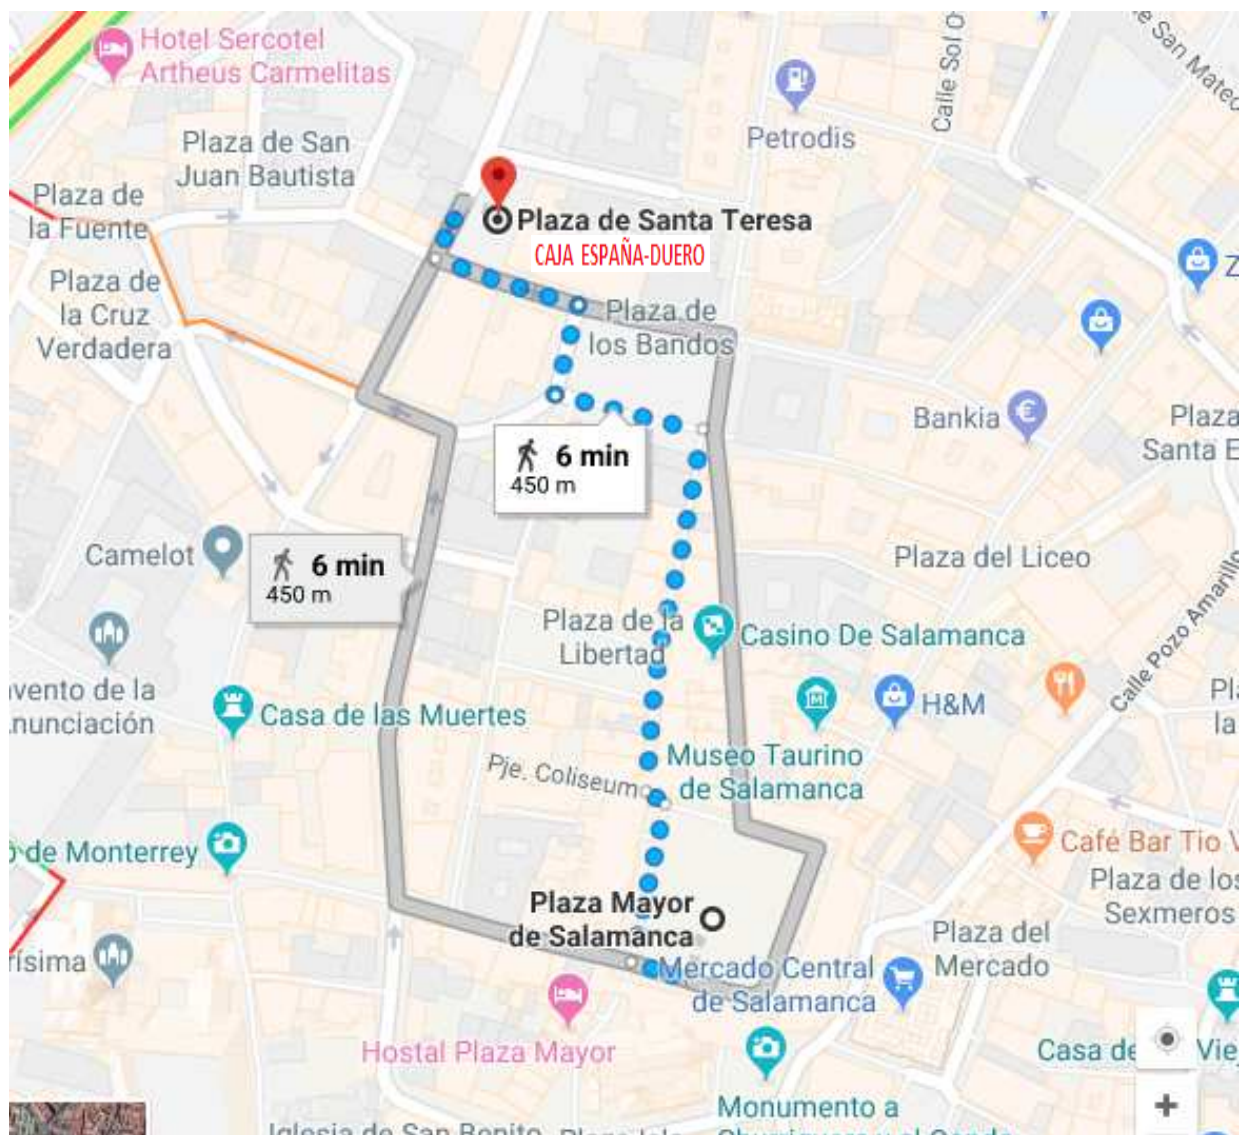 Hotel Sercotel
Artheus Carmelitas
Calle Sol O
e San Mateo
Petrodis
Plaza de San
Juan Bautista
Plaza de
la Fuente
Plaza de Santa Teresa
CAJA ESPAÑA-DUERO
Z
Plaza de
la Cruz
Verdadera
Plaza de
los Bandos
Bankia
Plaza
Santa E
6 min
450 m
Camelot
6 min
450 m
Plaza del Liceo
Calle Pozo Amarillo
Plaza de la
Libertad
Casino De Salamanca
vento de la
nunciación
Casa de las Muertes
H&M
Pla
la
Museo Taurino
de Salamanca
Pje. Coliseum
o de Monterrey
Café Bar Tio V
Plaza de los
Sexmeros
Plaza Mayor
de Salamanca
Plaza del
Mercado
rísima
Mercado Central
de Salamanca
Hostal Plaza Mayor
Casa de
Vie
Monumento a
Iglesia de San Benito